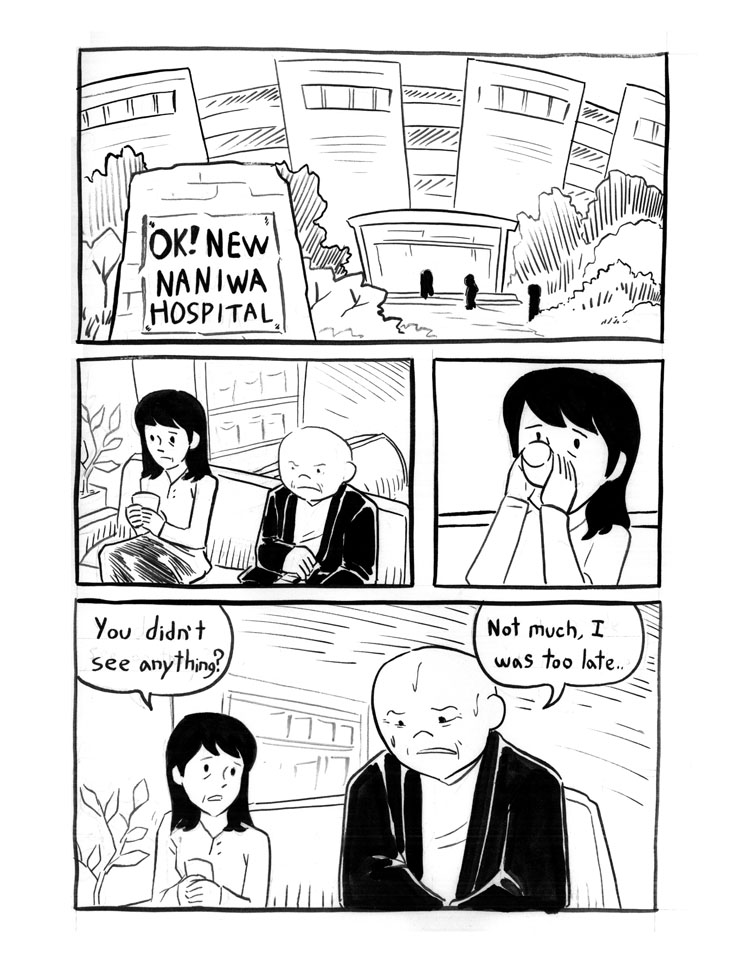 "OK! NEW
NANIWA
HOSPITAL"
You didn't
see anything?
Not much, I
was too late..